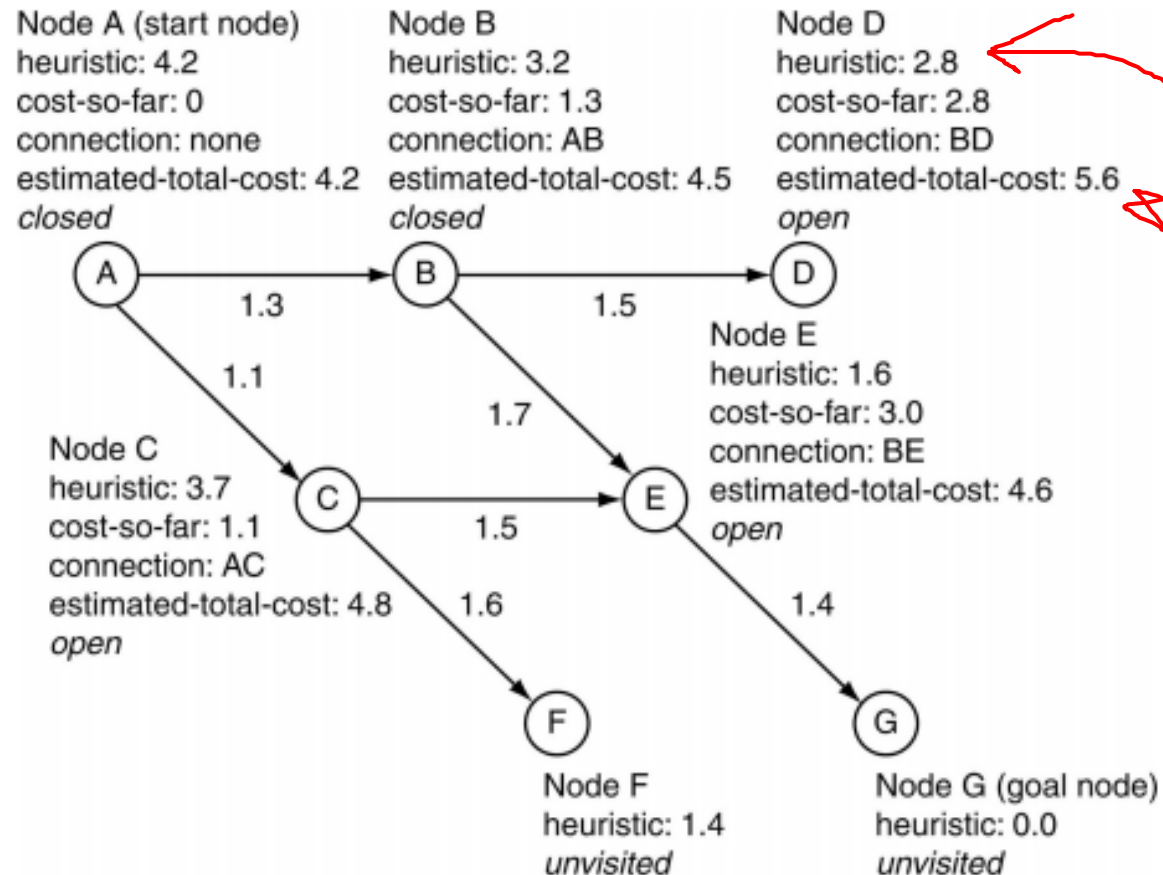 Node A (start node)
heuristic: 4.2
cost-so-far: 0
connection: none
estimated-total-cost: 4.2
closed
Node B
heuristic: 3.2
cost-so-far: 1.3
connection: AB
estimated-total-cost: 4.5
closed
Node D
heuristic: 2.8
cost-so-far: 2.8
connection: BD
estimated-total-cost: 5.6
open
A
B
D
1.3
1.5
Node E
heuristic: 1.6
cost-so-far: 3.0
connection: BE
estimated-total-cost: 4.6
open
1.1
1.7
Node C
heuristic: 3.7
cost-so-far: 1.1
connection: AC
estimated-total-cost: 4.8
open
C
E
1.5
1.6
1.4
F
G
Node F
heuristic: 1.4
unvisited
Node G (goal node)
heuristic: 0.0
unvisited